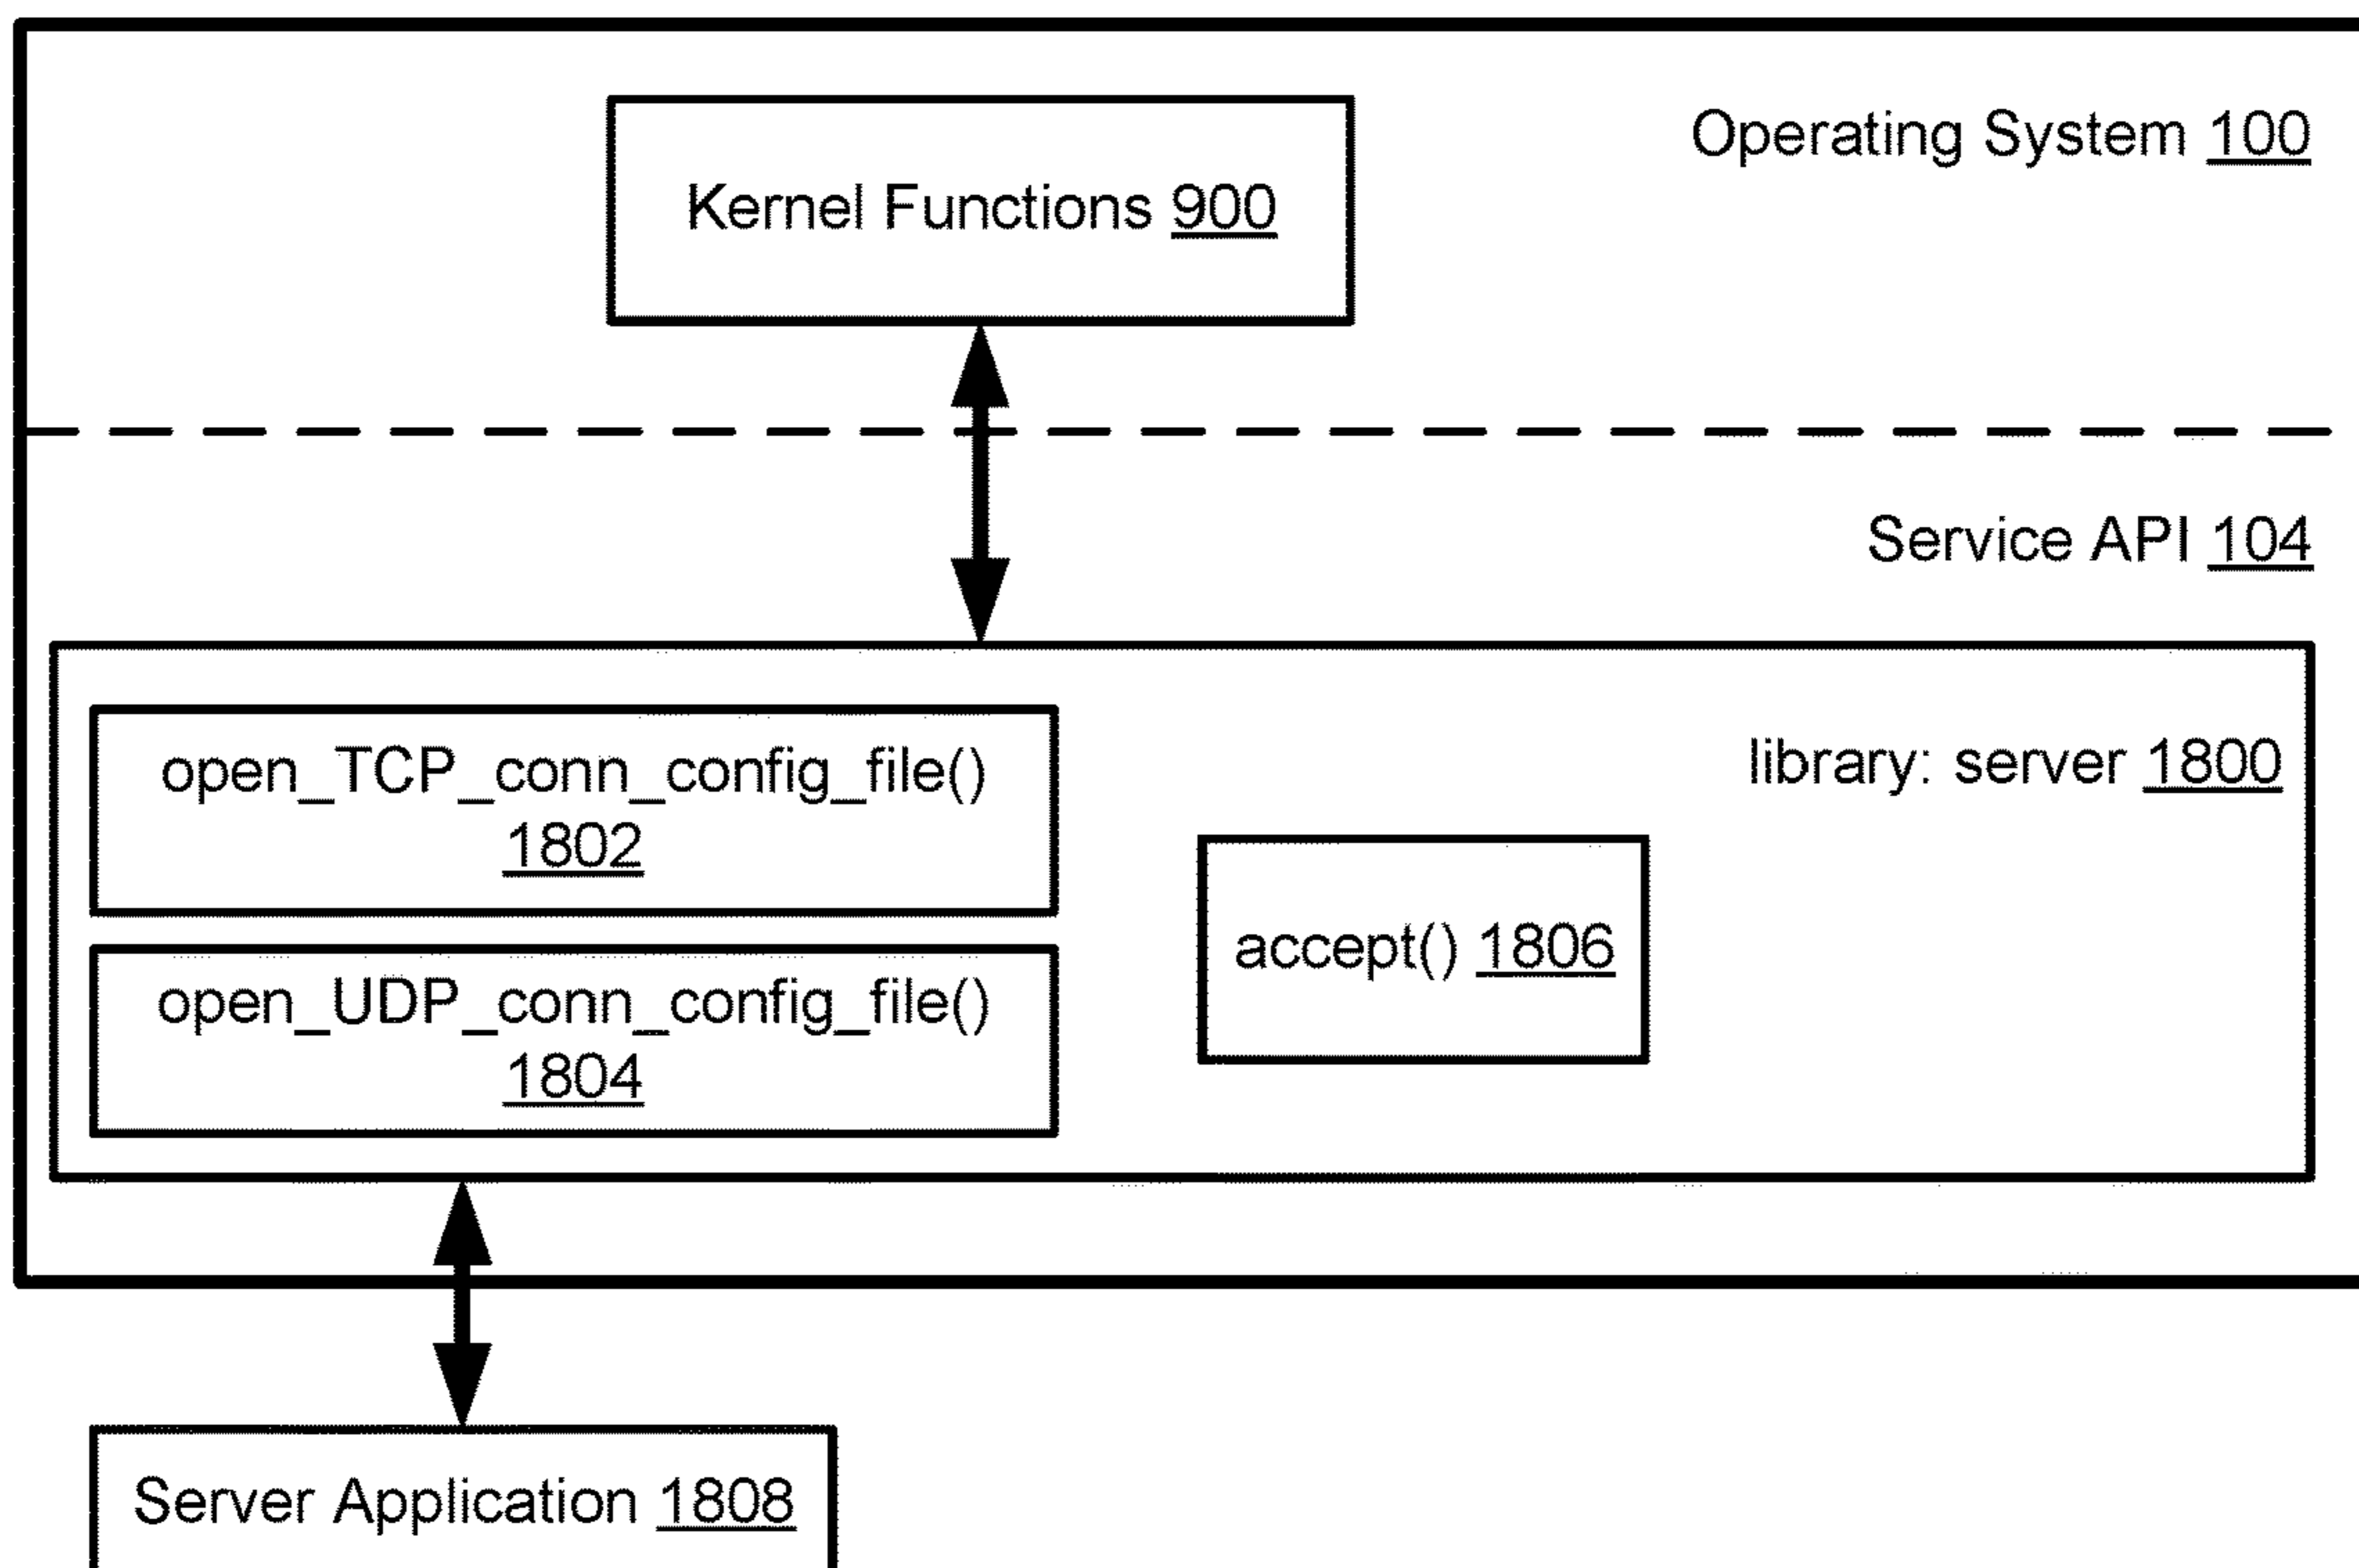 Operating System 100
Kernel Functions 900
Service API 104
open_TCP_conn_config_file()
1802
library: server 1800
accept() 1806
open_UDP_conn_config_file()
1804
Server Application 1808